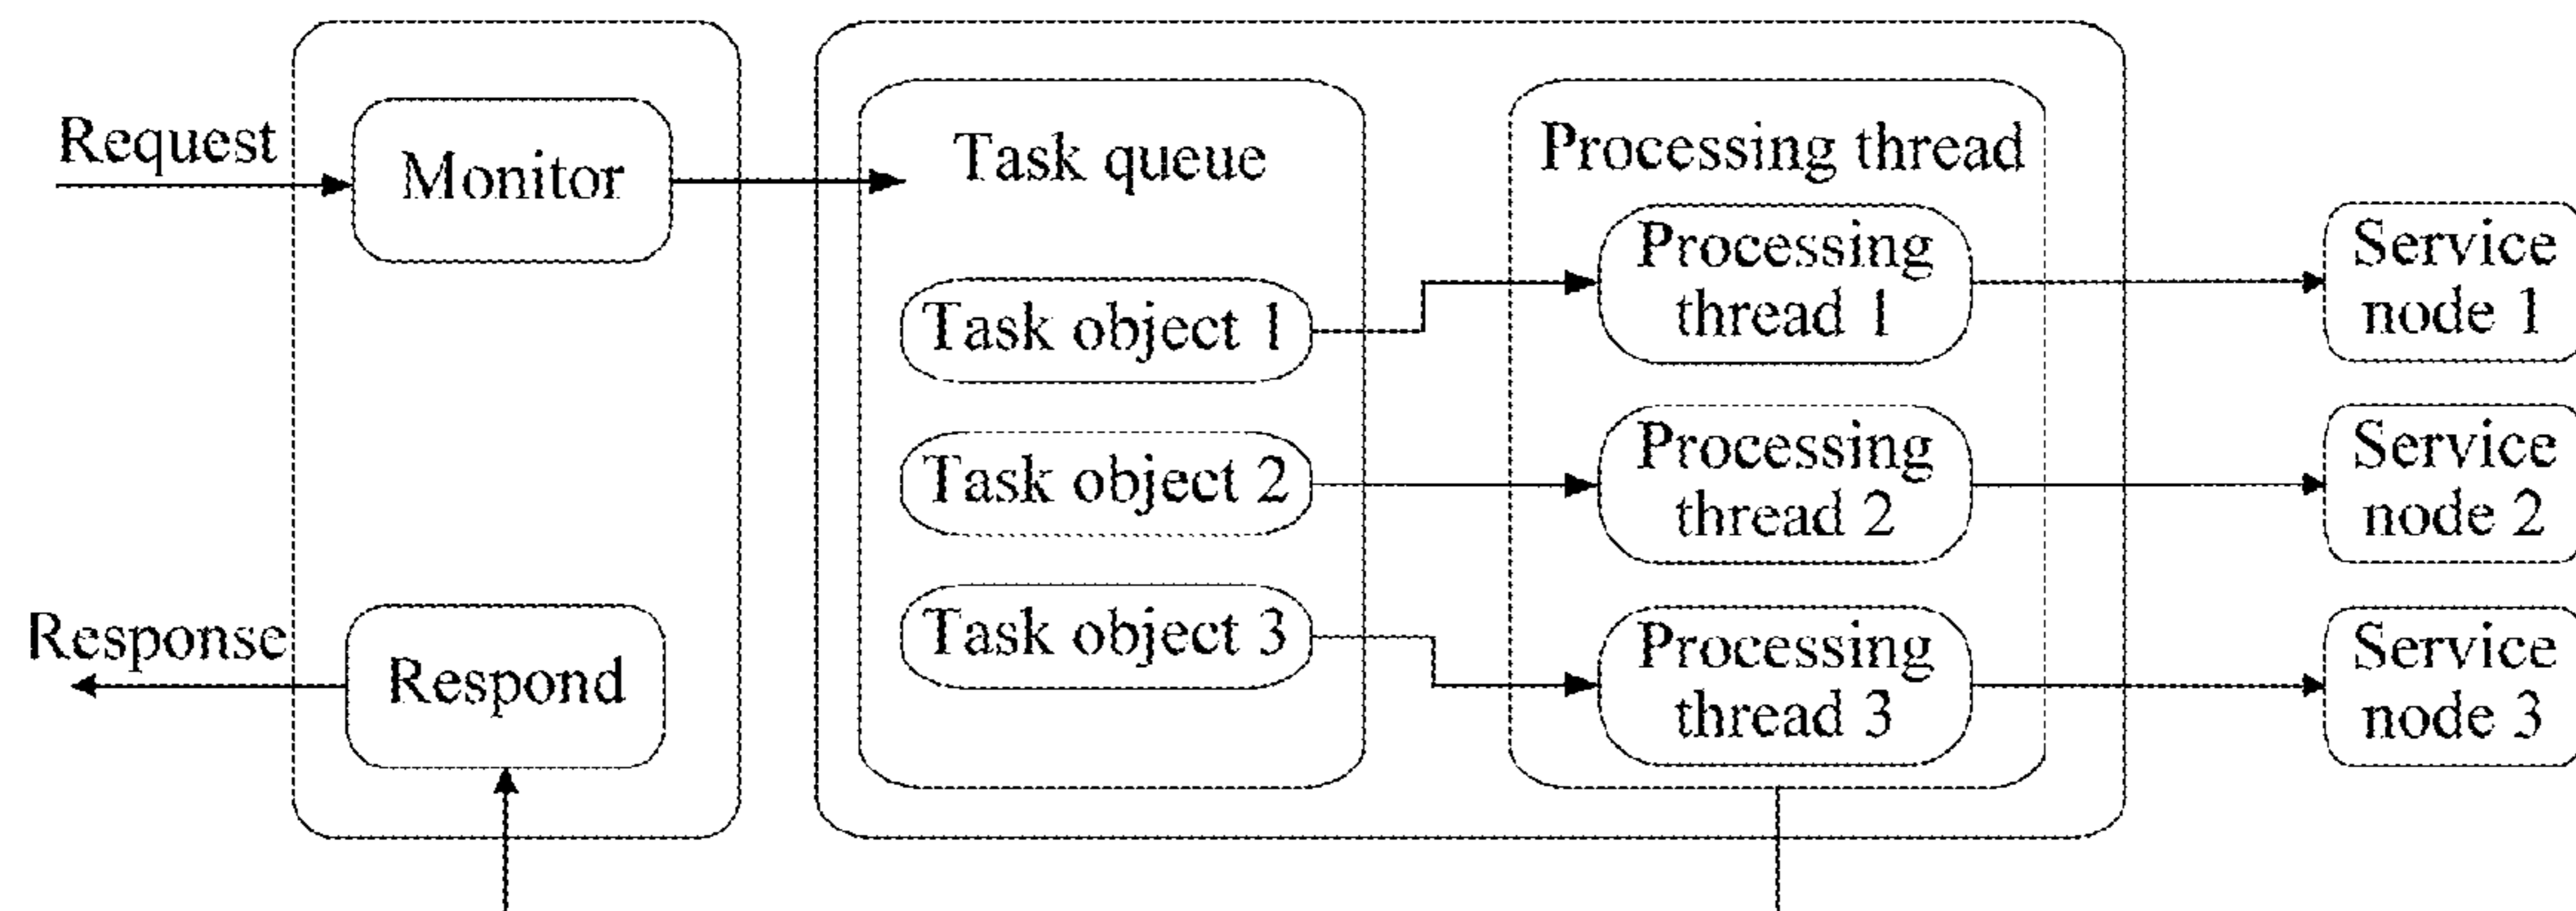 Request
Monitor
Response
Respond
Task queue
Task object 1
Task object 2
Task object 3
Processing thread
Processing
thread 1
Processing
thread 2
Processing
thread 3
Service
node 1
Service
node 2
Service
node 3